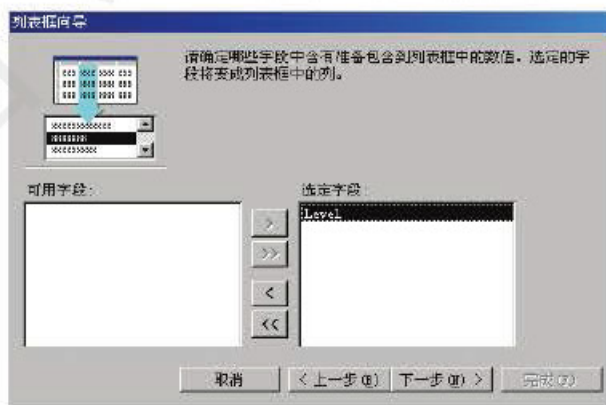 列表框向导
请确定哪些字段中含有准备包含到列表框中的数值。选定的字
段将变成列表框中的列。
可用字段:
选定字段:
Level
>
>>
<
<<
取消
< 上一步(B)
下一步(N) >
完成(F)